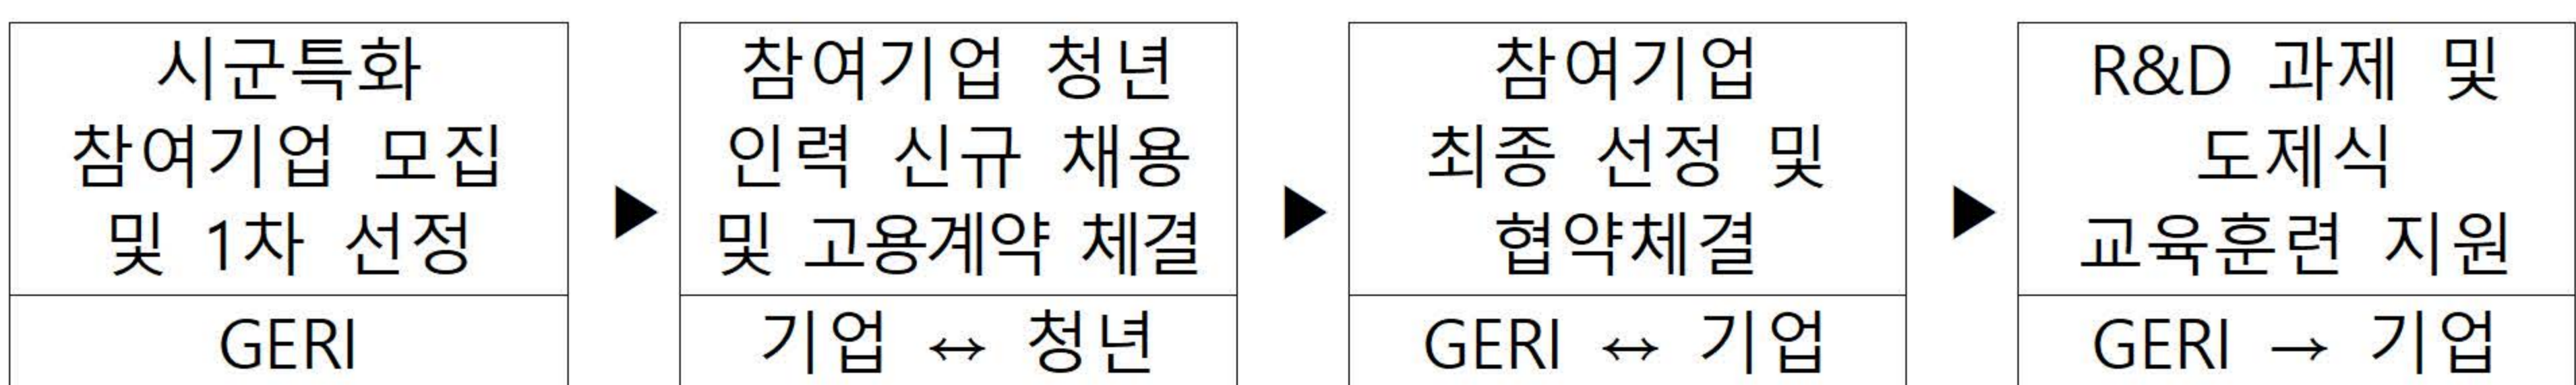 시군특화
참여기업 모집
및 1차 선정
GERI
▶
참여기업 청년
인력 신규 채용
및 고용계약 체결
기업 ↔ 청년
▶
참여기업
최종 선정 및
협약체결
GERI ↔ 기업
▶
R&D 과제 및
도제식
교육훈련 지원
GERI → 기업